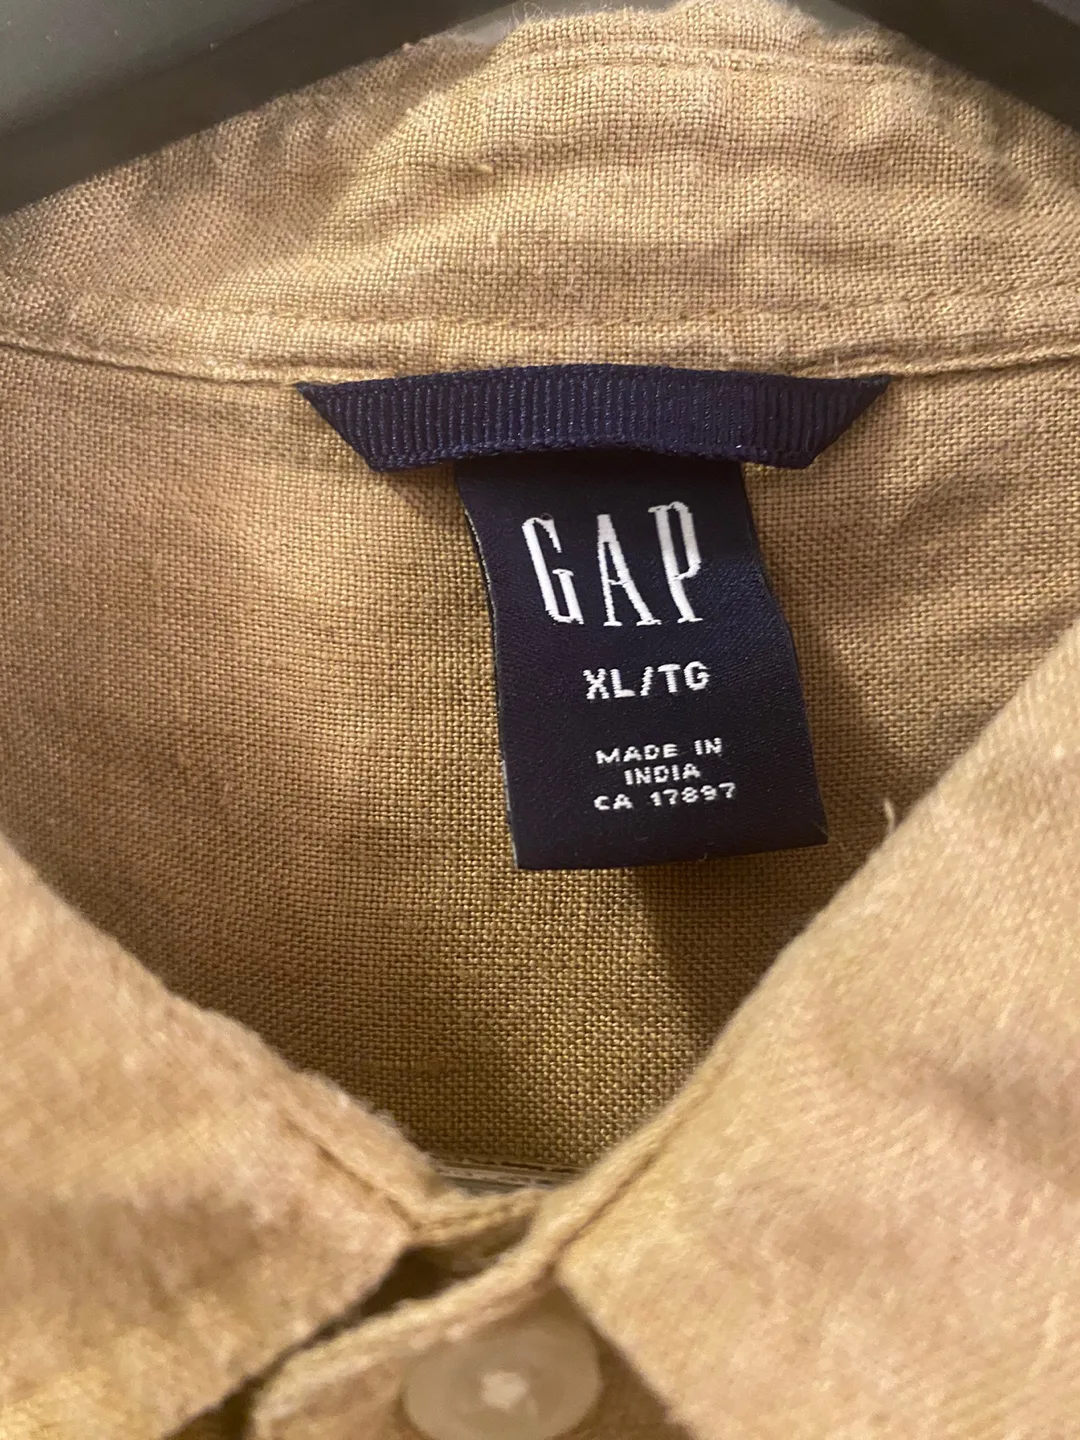 GAP
XL/TG
MADE IN
INDIA
CA 17897